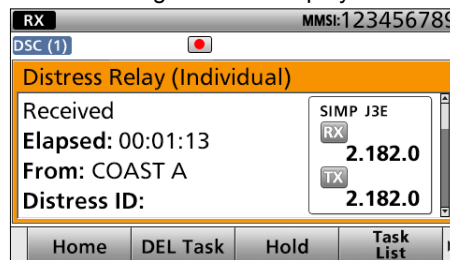 RX
MMSI:123456789
DSC (1)
Distress Relay (Individual)
Received
Elapsed: 00:01:13
From: COAST A
Distress ID:
SIMP J3E
RX
2.182.0
TX
2.182.0
Home
DEL Task
Hold
Task
List